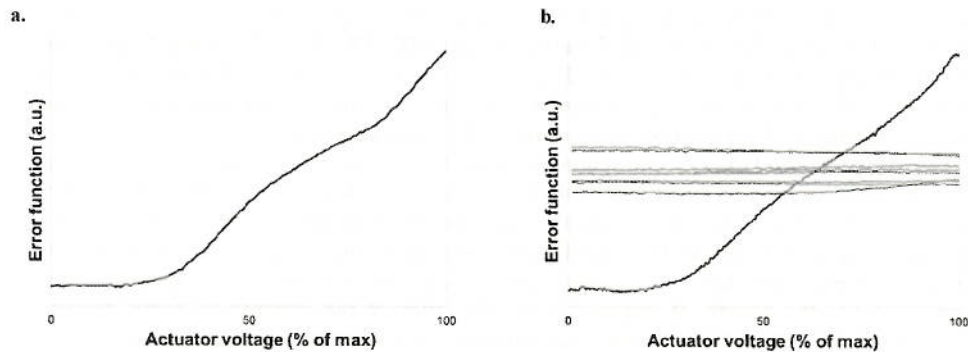 a.
Error function (a.u.)
0
50
100
Actuator voltage (% of max)
b.
Error function (a.u.)
0
50
100
Actuator voltage (% of max)